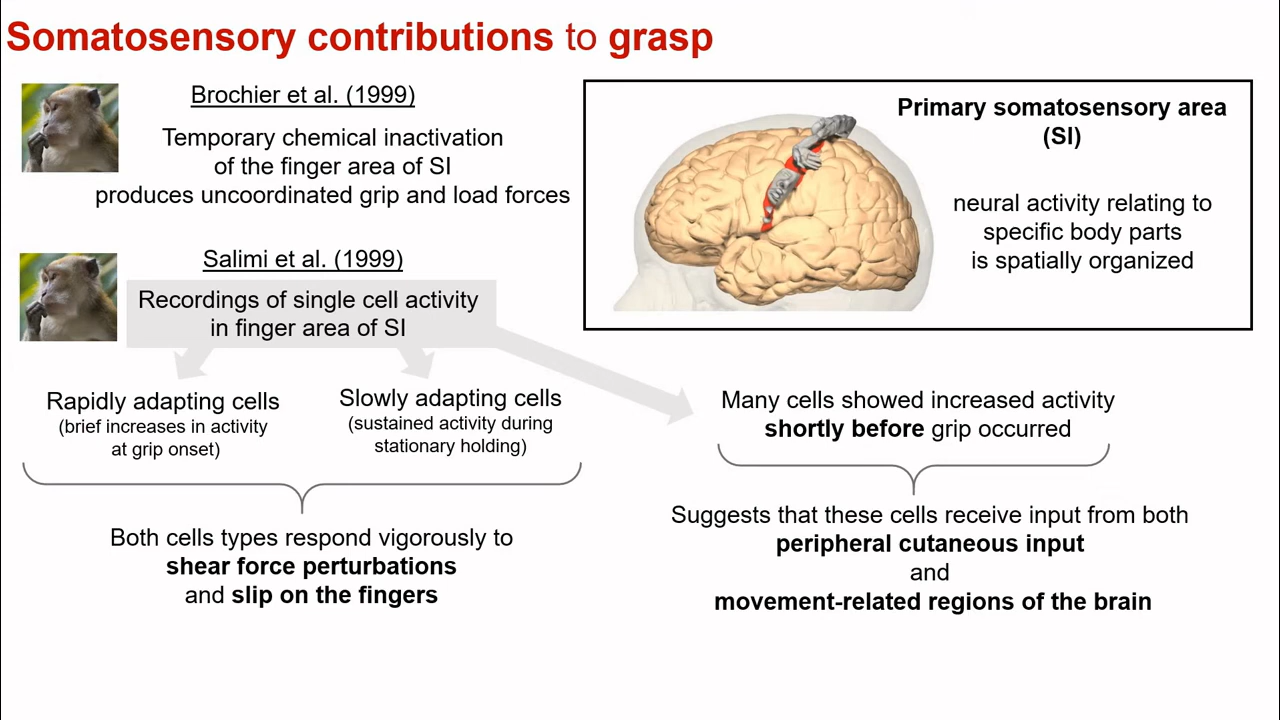 Somatosensory contributions to grasp
Brochier et al. (1999)
Temporary chemical inactivation
of the finger area of SI
produces uncoordinated grip and load forces
Primary somatosensory area
(SI)
neural activity relating to
specific body parts
is spatially organized
Salimi et al. (1999)
Recordings of single cell activity
in finger area of SI
Rapidly adapting cells
(brief increases in activity
at grip onset)
Slowly adapting cells
(sustained activity during
stationary holding)
Both cells types respond vigorously to
shear force perturbations
and slip on the fingers
Many cells showed increased activity
shortly before grip occurred
Suggests that these cells receive input from both
peripheral cutaneous input
and
movement-related regions of the brain